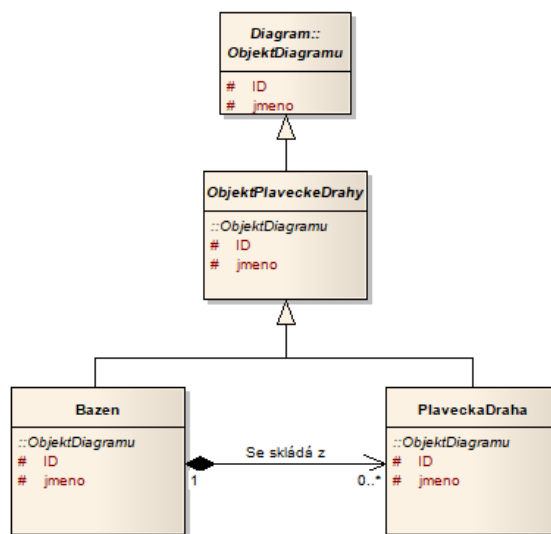 Diagram::
ObjektDiagramu
# ID
# jmeno
ObjektPlaveckeDrahy
::ObjektDiagramu
# ID
# jmeno
Bazen
::ObjektDiagramu
# ID
# jmeno
Se skládá z
1
0..*
PlaveckaDraha
::ObjektDiagramu
# ID
# jmeno